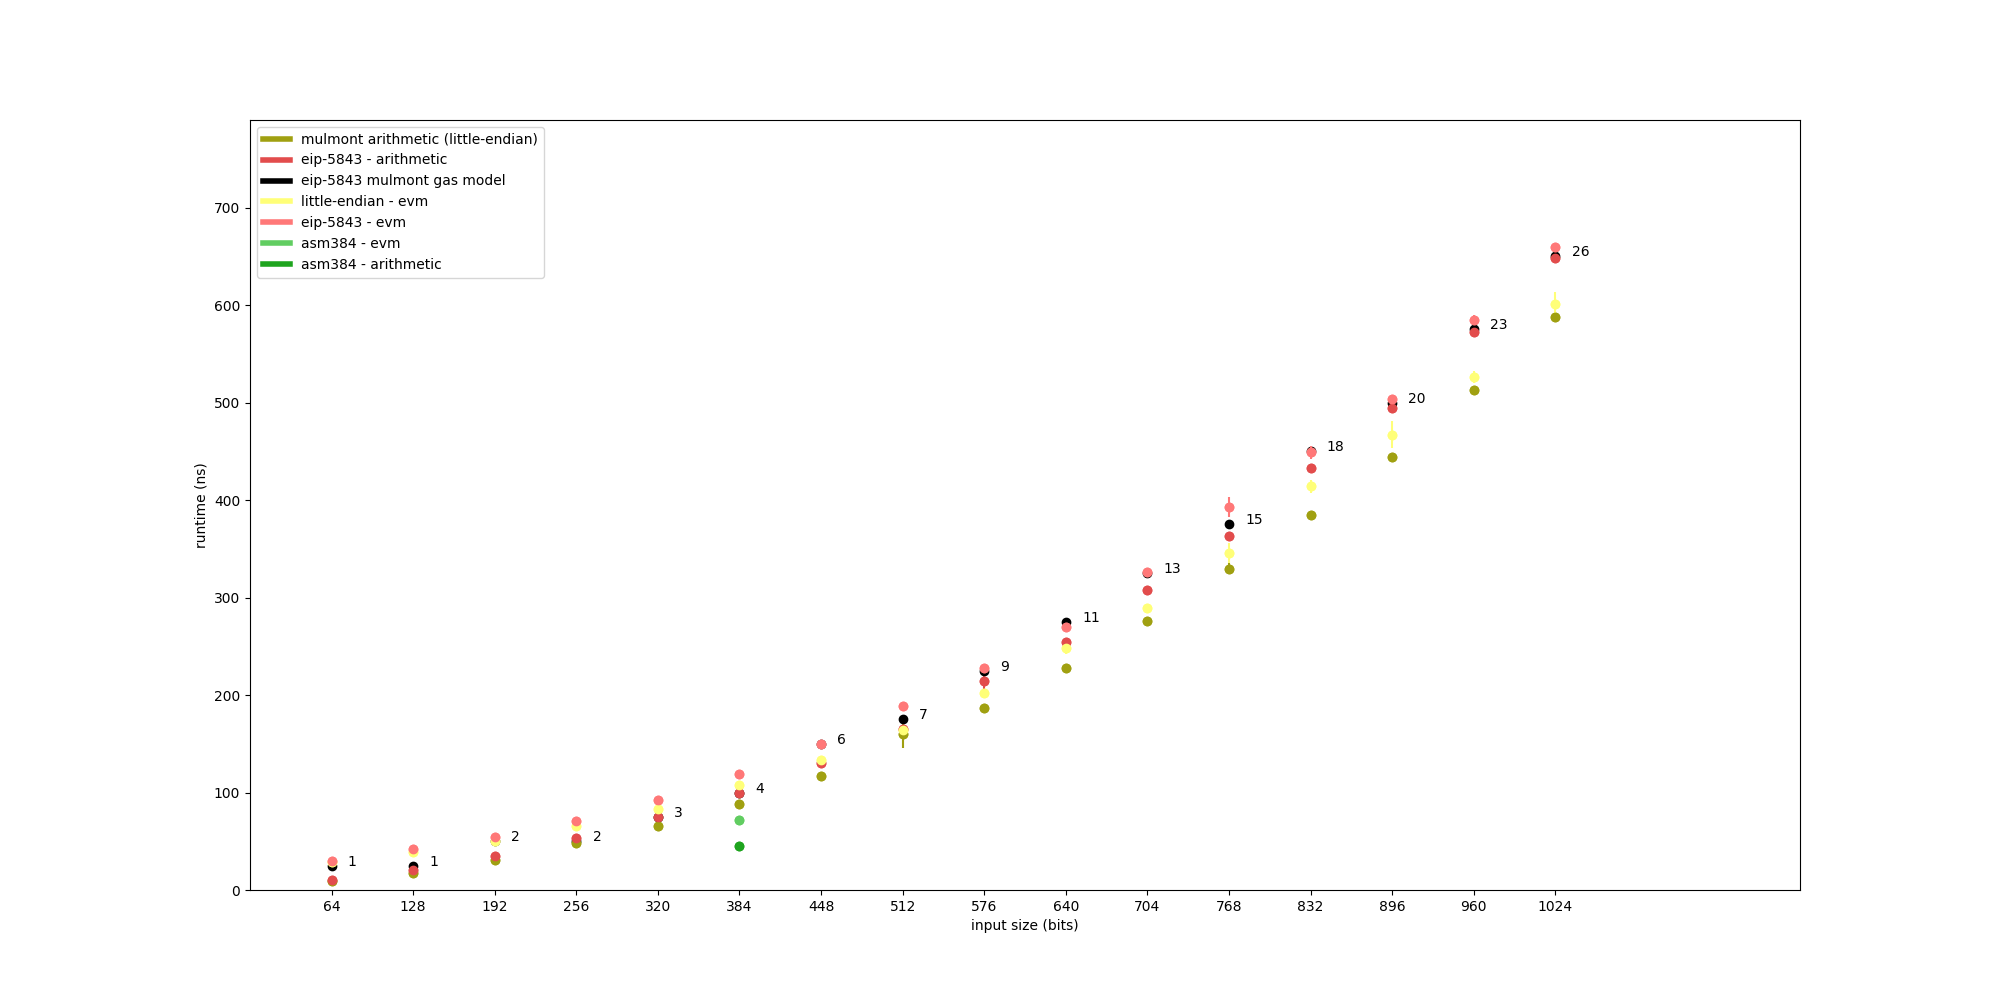 mulmont arithmetic (little-endian)
eip-5843 - arithmetic
eip-5843 mulmont gas model
little-endian - evm
eip-5843 - evm
asm384 - evm
asm384 - arithmetic
700
600
500
400
300
200
100
0
runtime (ns)
1
1
2
2
3
4
6
7
9
11
13
15
18
20
23
26
64 128 192 256 320 384 448 512 576 640 704 768 832 896 960 1024
input size (bits)